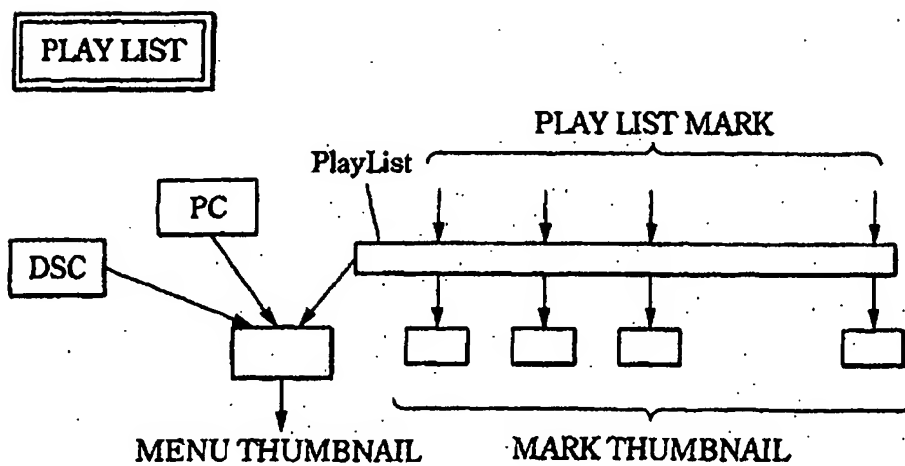 PLAY LIST
PLAY LIST MARK
PlayList
PC
DSC
MENU THUMBNAIL
MARK THUMBNAIL